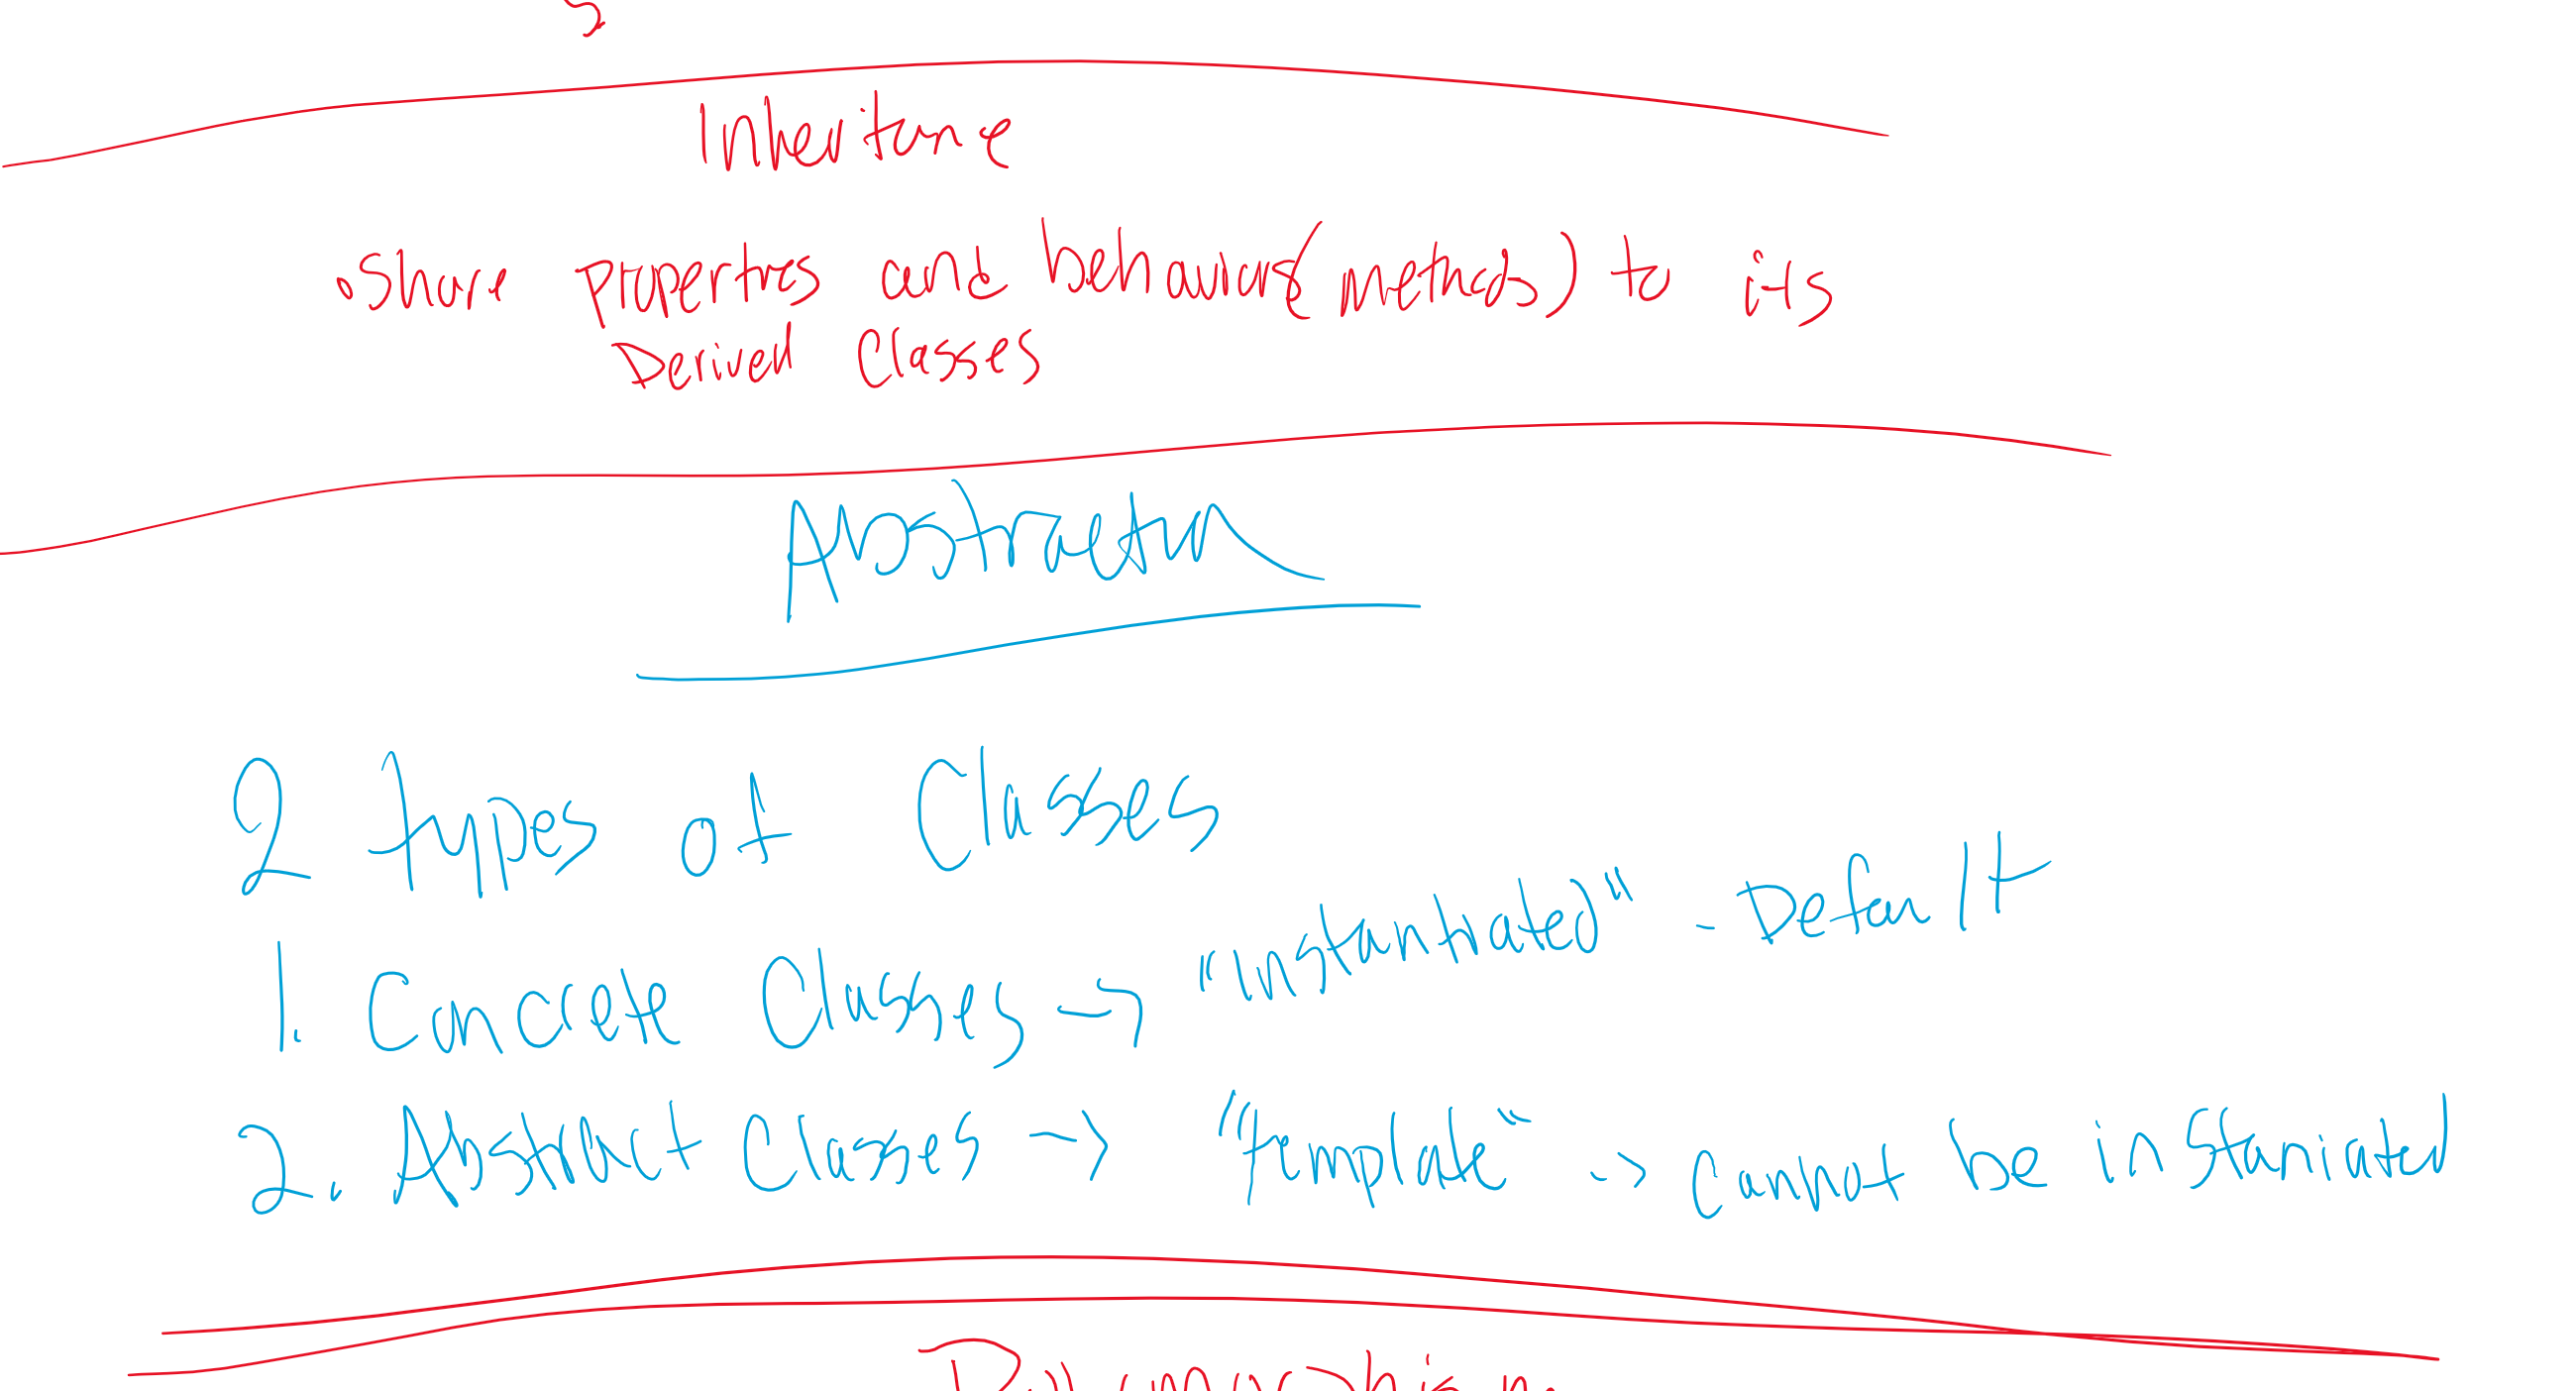 Inheritance
• Share properties and behaviors (methods) to its
Derived Classes
Abstraction
2 types of Classes
1. Concrete Classes → "instantiated" - Default
2. Abstract Classes → "template" → cannot be instaniated
Polymorphism